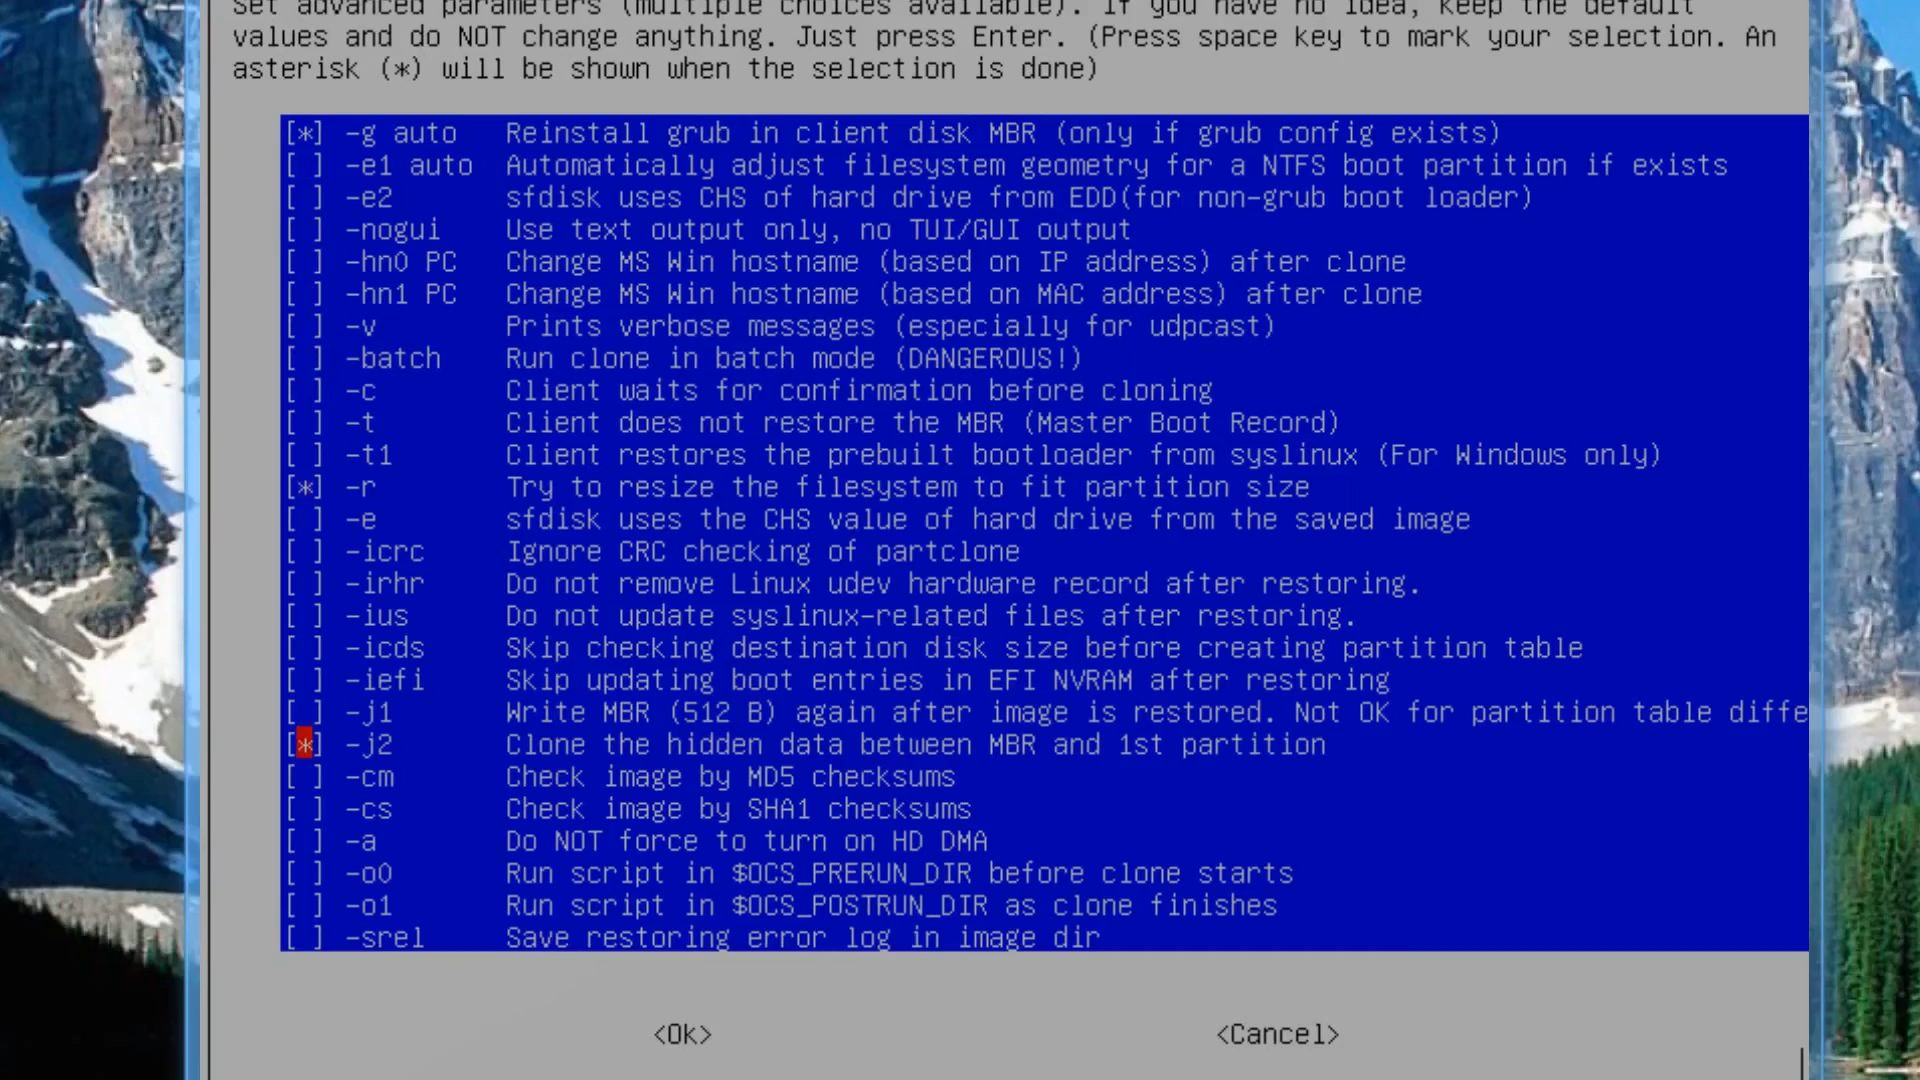 Set advanced parameters (multiple choices available). If you have no idea, keep the default
values and do NOT change anything. Just press Enter. (Press space key to mark your selection. An
asterisk (*) will be shown when the selection is done)
[*] -g auto Reinstall grub in client disk MBR (only if grub config exists)
[ ] -e1 auto Automatically adjust filesystem geometry for a NTFS boot partition if exists
[ ] -e2 sfdisk uses CHS of hard drive from EDD(for non-grub boot loader)
[ ] -nogui Use text output only, no TUI/GUI output
[ ] -hn0 PC Change MS Win hostname (based on IP address) after clone
[ ] -hn1 PC Change MS Win hostname (based on MAC address) after clone
[ ] -v Prints verbose messages (especially for udpcast)
[ ] -batch Run clone in batch mode (DANGEROUS!)
[ ] -c Client waits for confirmation before cloning
[ ] -t Client does not restore the MBR (Master Boot Record)
[ ] -t1 Client restores the prebuilt bootloader from syslinux (For Windows only)
[*] -r Try to resize the filesystem to fit partition size
[ ] -e sfdisk uses the CHS value of hard drive from the saved image
[ ] -icrc Ignore CRC checking of partclone
[ ] -irhr Do not remove Linux udev hardware record after restoring.
[ ] -ius Do not update syslinux-related files after restoring.
[ ] -icds Skip checking destination disk size before creating partition table
[ ] -iefi Skip updating boot entries in EFI NVRAM after restoring
[ ] -j1 Write MBR (512 B) again after image is restored. Not OK for partition table diffe
[*] -j2 Clone the hidden data between MBR and 1st partition
[ ] -cm Check image by MD5 checksums
[ ] -cs Check image by SHA1 checksums
[ ] -a Do NOT force to turn on HD DMA
[ ] -o0 Run script in $OCS_PRERUN_DIR before clone starts
[ ] -o1 Run script in $OCS_POSTRUN_DIR as clone finishes
[ ] -srel Save restoring error log in image dir
<Ok> <Cancel>